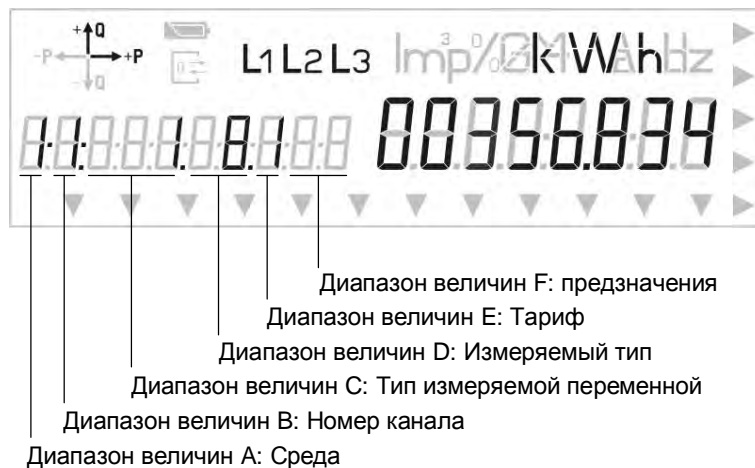 +Q
-P +P L1 L2 L3 kWh
-Q
1-1:1.8.1 00356.834
Диапазон величин F: предзначения
Диапазон величин E: Тариф
Диапазон величин D: Измеряемый тип
Диапазон величин C: Тип измеряемой переменной
Диапазон величин B: Номер канала
Диапазон величин A: Среда